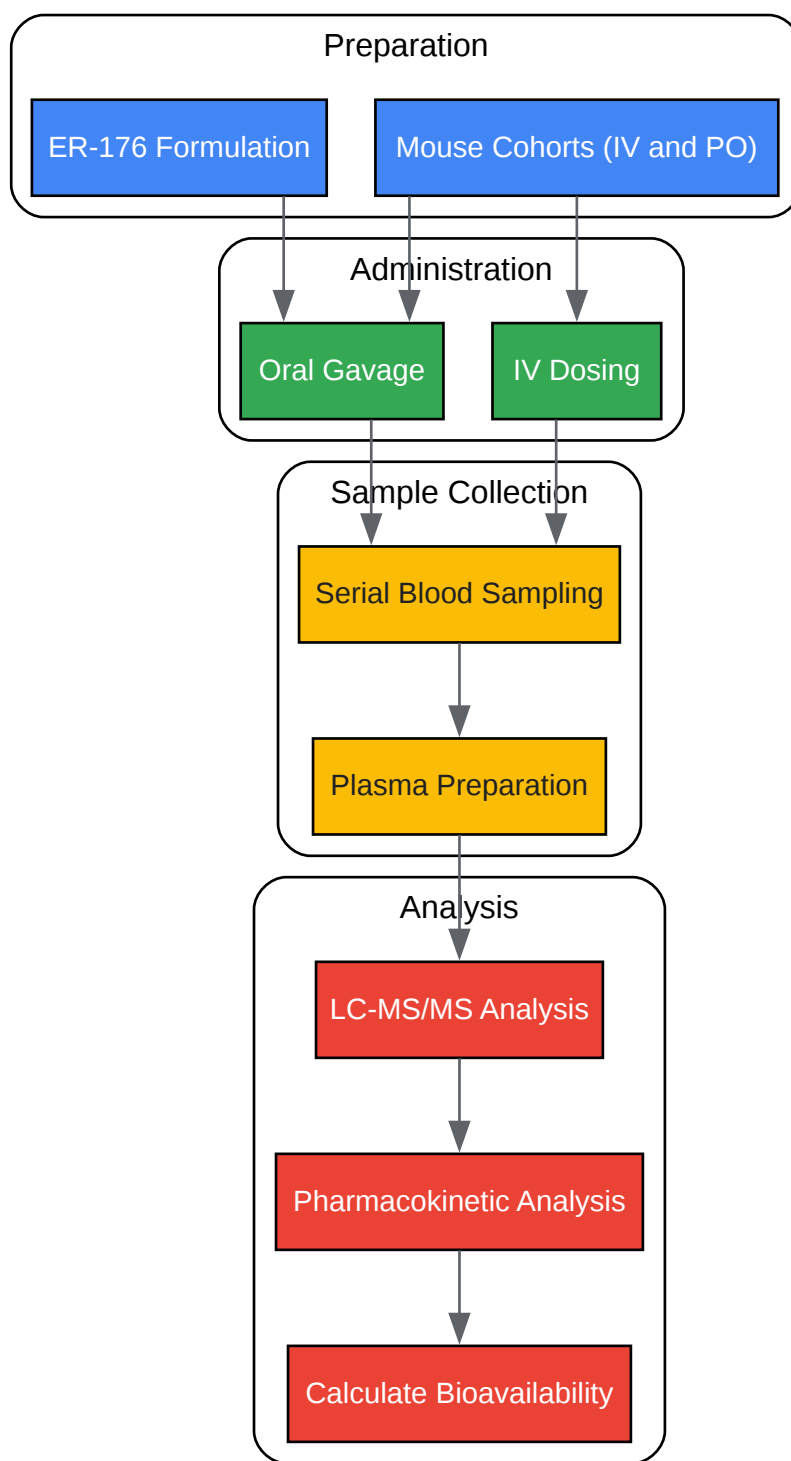 Preparation
ER-176 Formulation
Mouse Cohorts (IV and PO)
Administration
Oral Gavage
IV Dosing
Sample Collection
Serial Blood Sampling
Plasma Preparation
Analysis
LC-MS/MS Analysis
Pharmacokinetic Analysis
Calculate Bioavailability